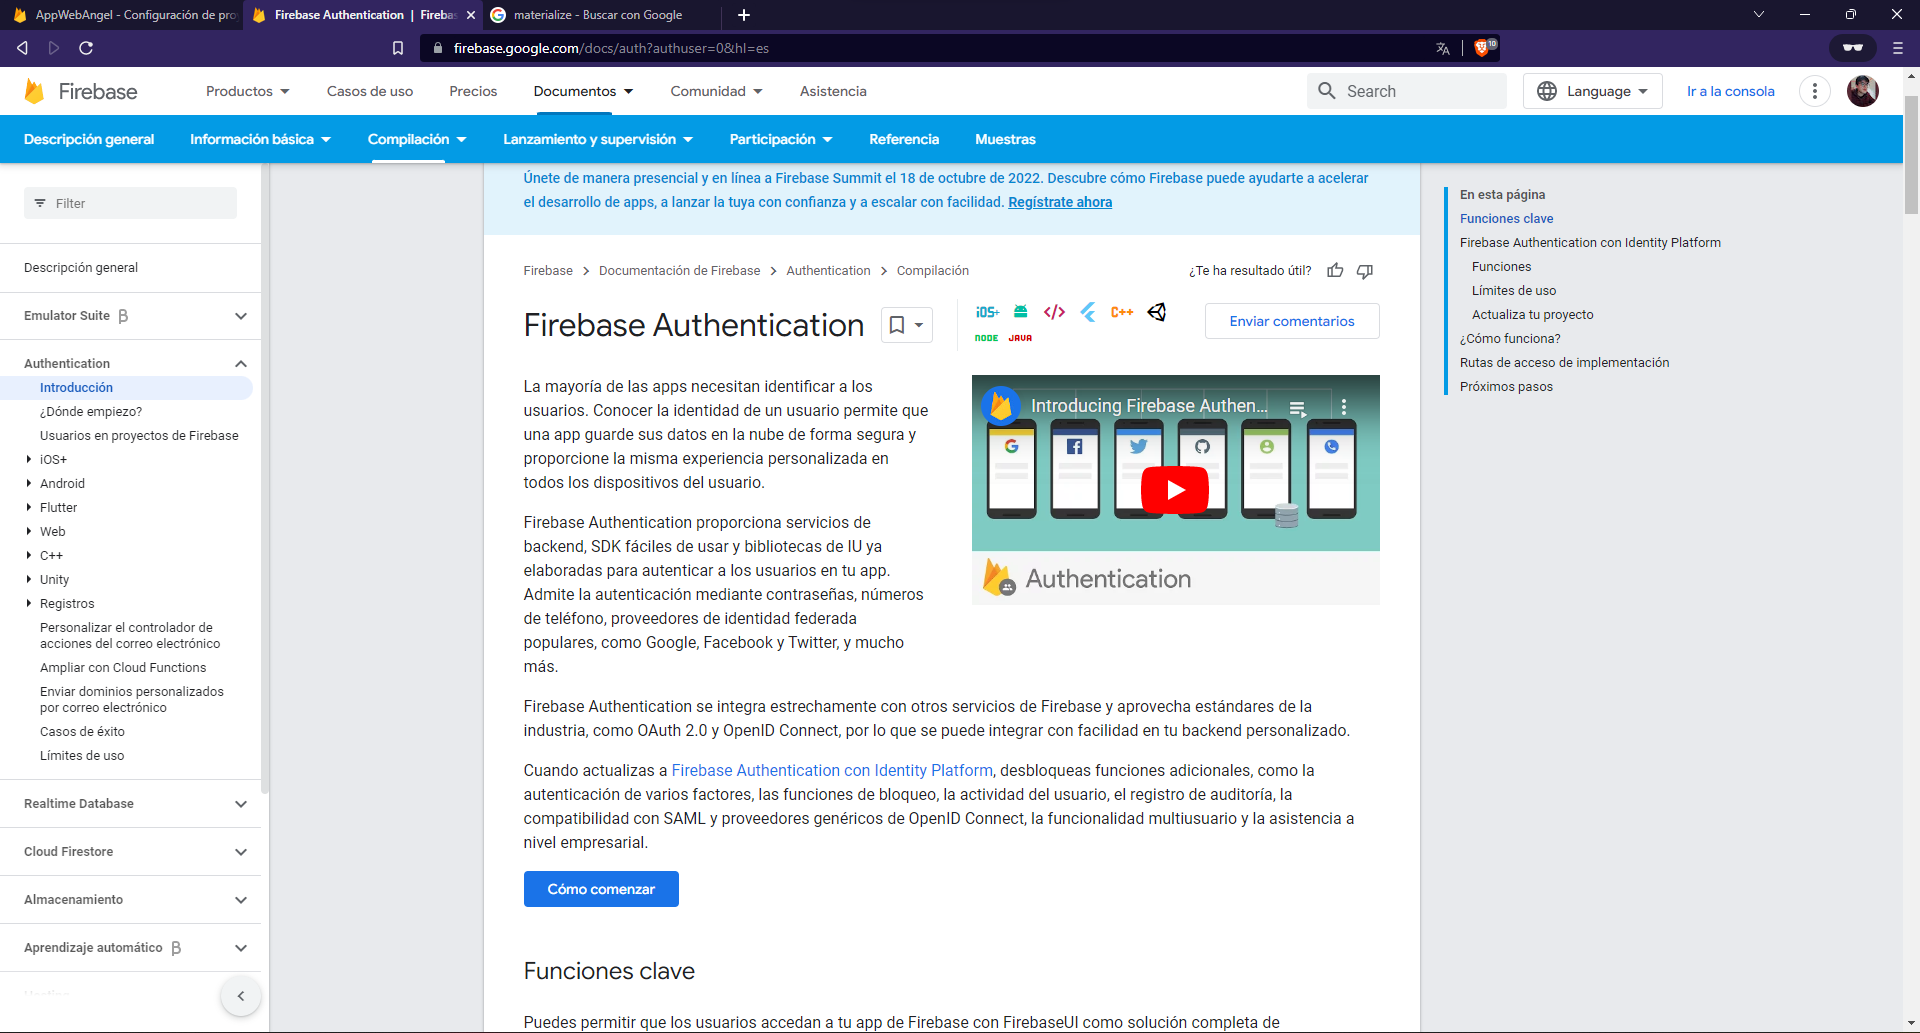 AppWebAngel - Configuración de pro
Firebase Authentication | Fireba
materialize - Buscar con Google
firebase.google.com/docs/auth?authuser=0&hl=es
10
Firebase
Productos
Casos de uso
Precios
Documentos
Comunidad
Asistencia
Search
Language
Ir a la consola
Descripción general
Información básica
Compilación
Lanzamiento y supervisión
Participación
Referencia
Muestras
Filter
Descripción general
Emulator Suite β
Authentication
Introducción
¿Dónde empiezo?
Usuarios en proyectos de Firebase
iOS+
Android
Flutter
Web
C++
Unity
Registros
Personalizar el controlador de
acciones del correo electrónico
Ampliar con Cloud Functions
Enviar dominios personalizados
por correo electrónico
Casos de éxito
Límites de uso
Realtime Database
Cloud Firestore
Almacenamiento
Aprendizaje automático β
Únete de manera presencial y en línea a Firebase Summit el 18 de octubre de 2022. Descubre cómo Firebase puede ayudarte a acelerar
el desarrollo de apps, a lanzar la tuya con confianza y a escalar con facilidad. Regístrate ahora
Firebase > Documentación de Firebase > Authentication > Compilación
¿Te ha resultado útil?
Firebase Authentication
iOS+
</>
C++
NODE
JAVA
Enviar comentarios
La mayoría de las apps necesitan identificar a los
usuarios. Conocer la identidad de un usuario permite que
una app guarde sus datos en la nube de forma segura y
proporcione la misma experiencia personalizada en
todos los dispositivos del usuario.
Firebase Authentication proporciona servicios de
backend, SDK fáciles de usar y bibliotecas de IU ya
elaboradas para autenticar a los usuarios en tu app.
Admite la autenticación mediante contraseñas, números
de teléfono, proveedores de identidad federada
populares, como Google, Facebook y Twitter, y mucho
más.
Introducing Firebase Authen...
Authentication
Firebase Authentication se integra estrechamente con otros servicios de Firebase y aprovecha estándares de la
industria, como OAuth 2.0 y OpenID Connect, por lo que se puede integrar con facilidad en tu backend personalizado.
Cuando actualizas a Firebase Authentication con Identity Platform, desbloqueas funciones adicionales, como la
autenticación de varios factores, las funciones de bloqueo, la actividad del usuario, el registro de auditoría, la
compatibilidad con SAML y proveedores genéricos de OpenID Connect, la funcionalidad multiusuario y la asistencia a
nivel empresarial.
Cómo comenzar
Funciones clave
Puedes permitir que los usuarios accedan a tu app de Firebase con FirebaseUI como solución completa de
En esta página
Funciones clave
Firebase Authentication con Identity Platform
Funciones
Límites de uso
Actualiza tu proyecto
¿Cómo funciona?
Rutas de acceso de implementación
Próximos pasos